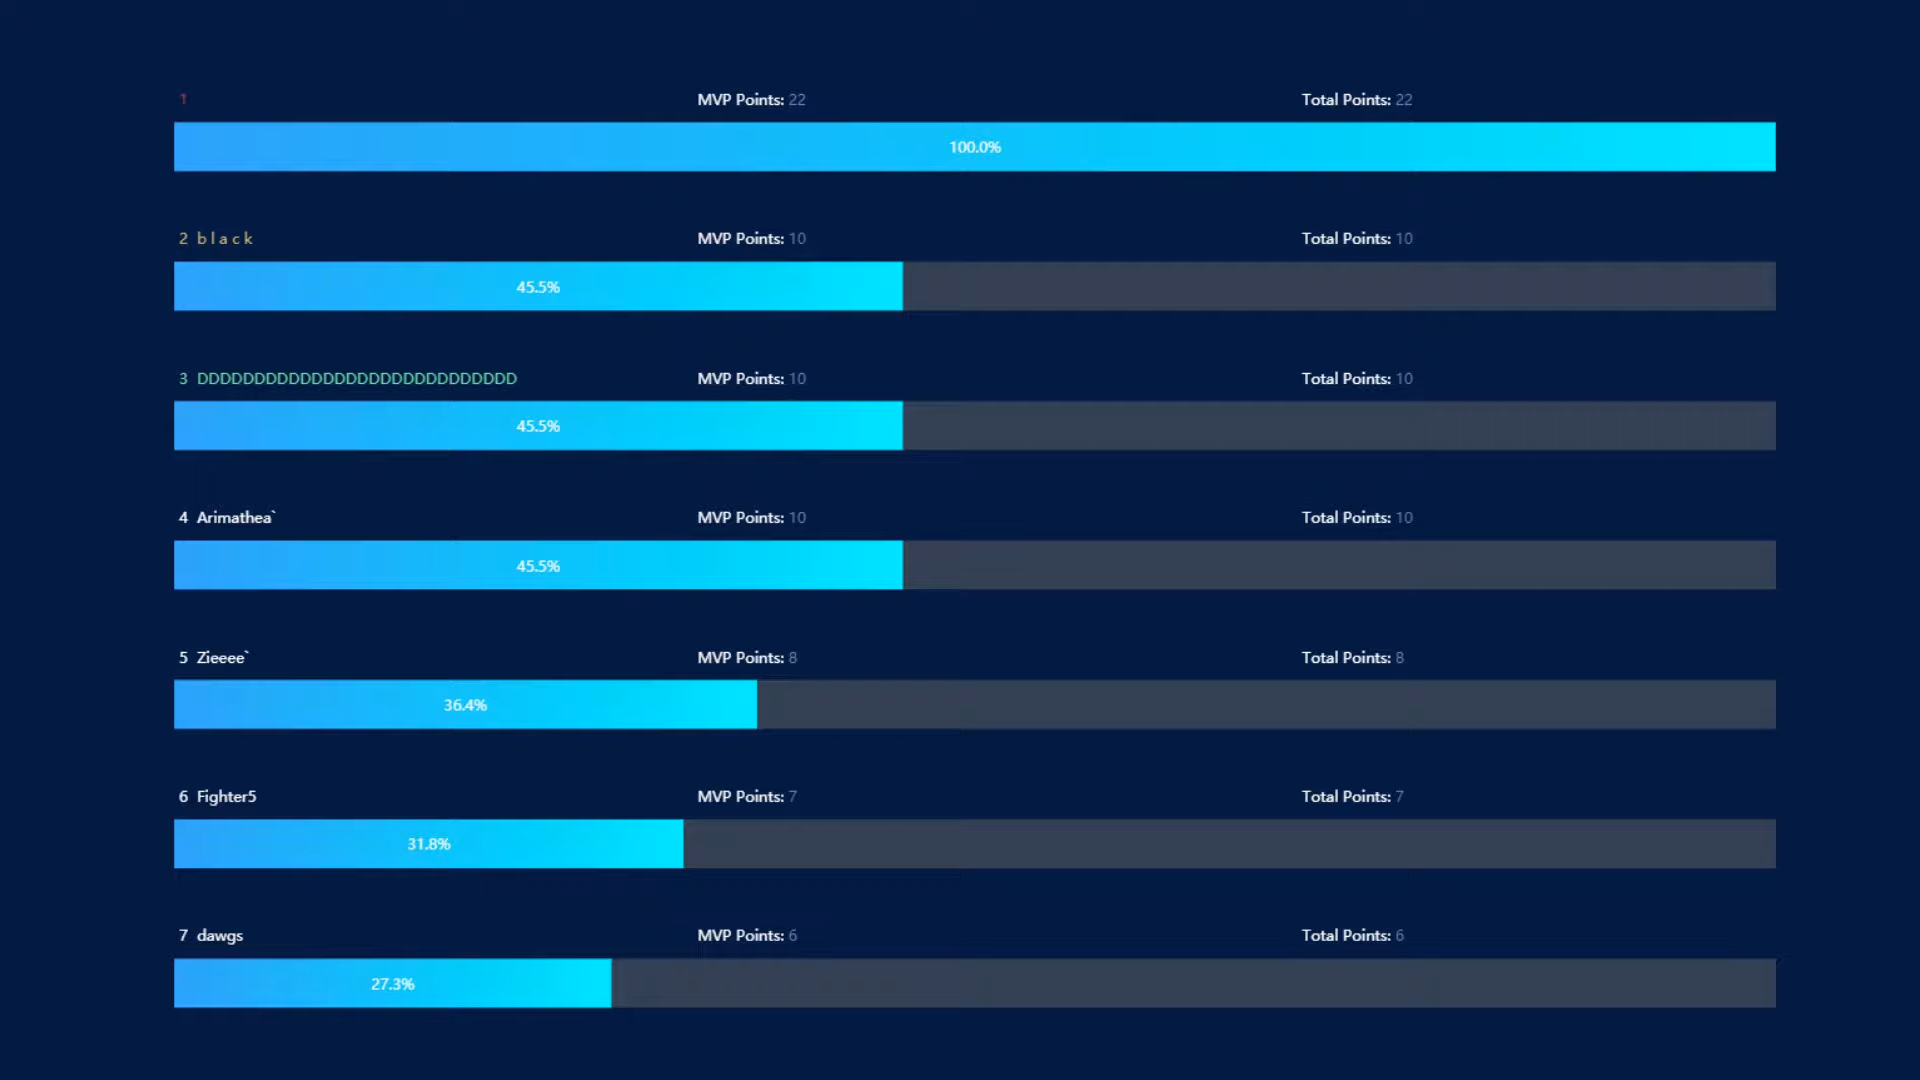 1 MVP Points: 22 Total Points: 22
100.0%
2 b l a c k MVP Points: 10 Total Points: 10
45.5%
3 DDDDDDDDDDDDDDDDDDDDDDDDDDDD MVP Points: 10 Total Points: 10
45.5%
4 Arimathea` MVP Points: 10 Total Points: 10
45.5%
5 Zieeee` MVP Points: 8 Total Points: 8
36.4%
6 Fighter5 MVP Points: 7 Total Points: 7
31.8%
7 dawgs MVP Points: 6 Total Points: 6
27.3%